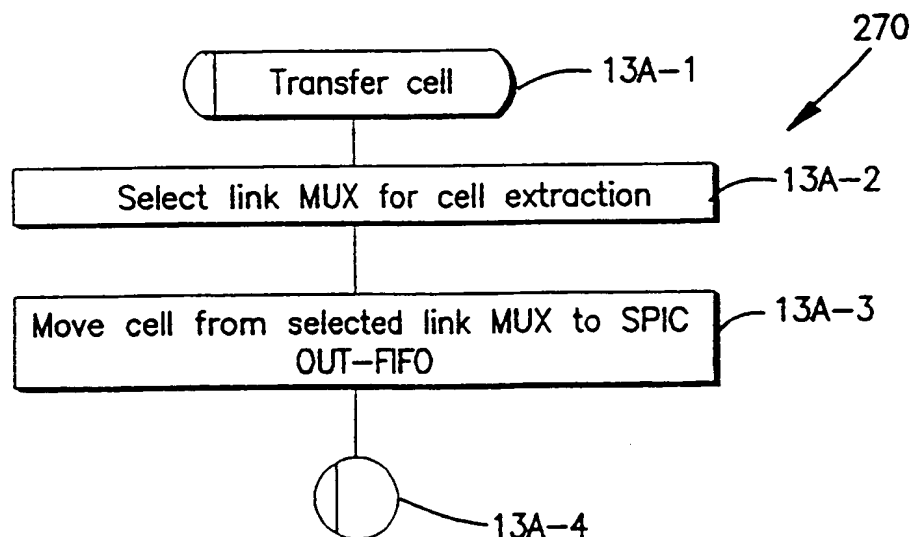 270
Transfer cell
13A-1
Select link MUX for cell extraction
13A-2
Move cell from selected link MUX to SPIC
OUT-FIFO
13A-3
13A-4